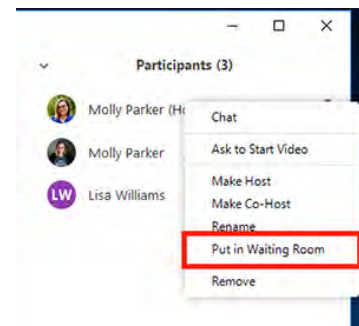 Participants (3)
Molly Parker (Ho
Chat
Molly Parker
Ask to Start Video
LW Lisa Williams
Make Host
Make Co-Host
Rename
Put in Waiting Room
Remove